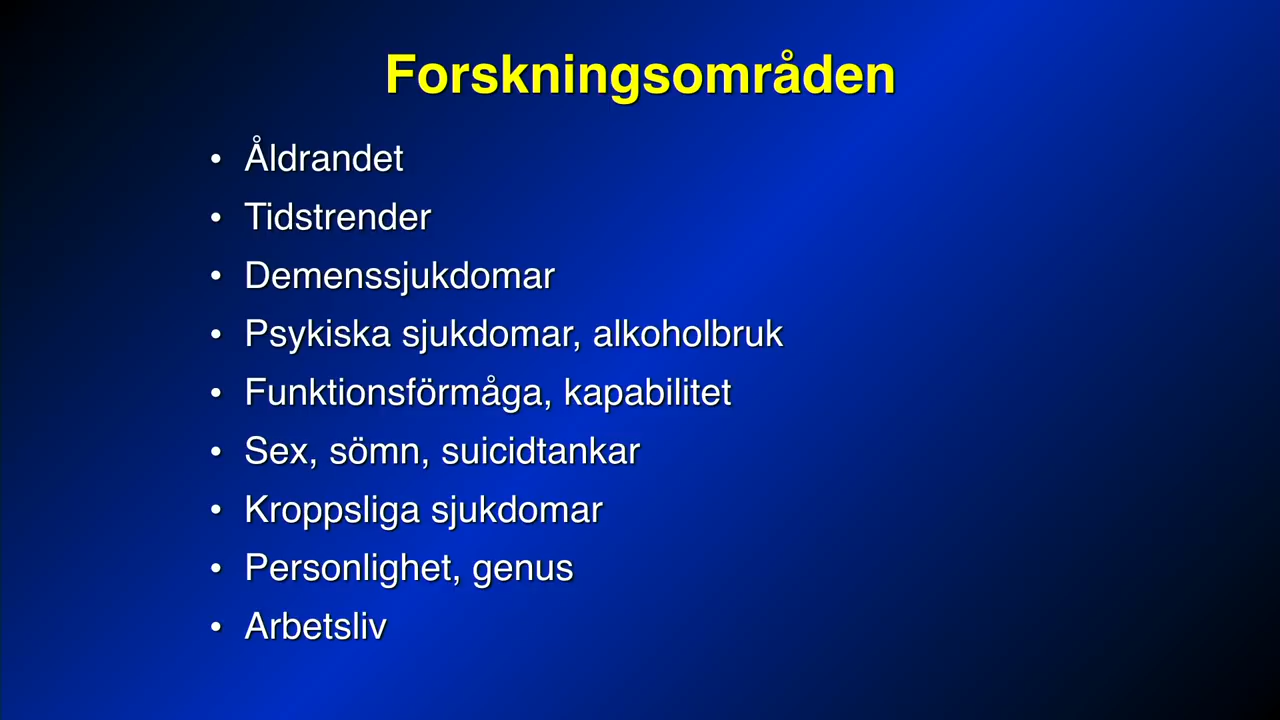 Forskningsområden
• Åldrandet
• Tidstrender
• Demenssjukdomar
• Psykiska sjukdomar, alkoholbruk
• Funktionsförmåga, kapabilitet
• Sex, sömn, suicidtankar
• Kroppsliga sjukdomar
• Personlighet, genus
• Arbetsliv